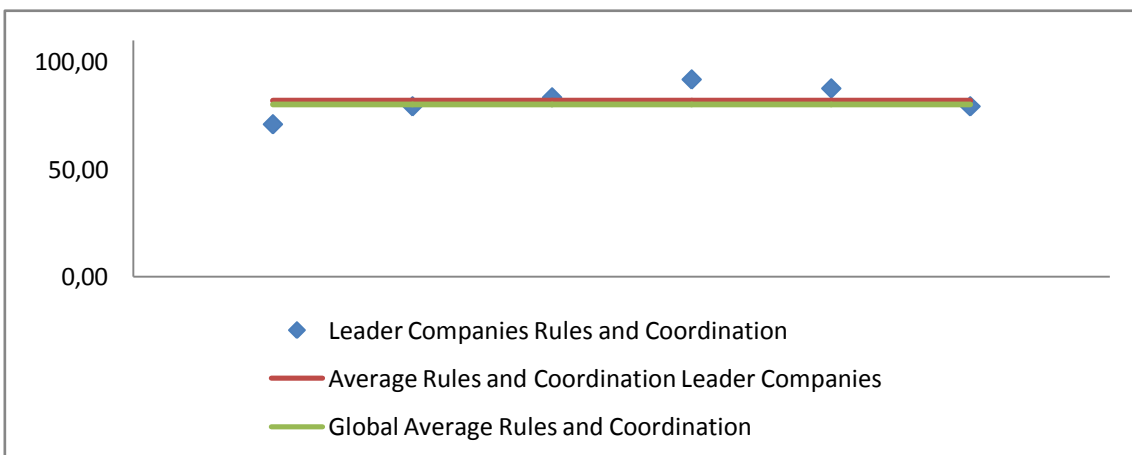 100,00
50,00
0,00
Leader Companies Rules and Coordination
Average Rules and Coordination Leader Companies
Global Average Rules and Coordination